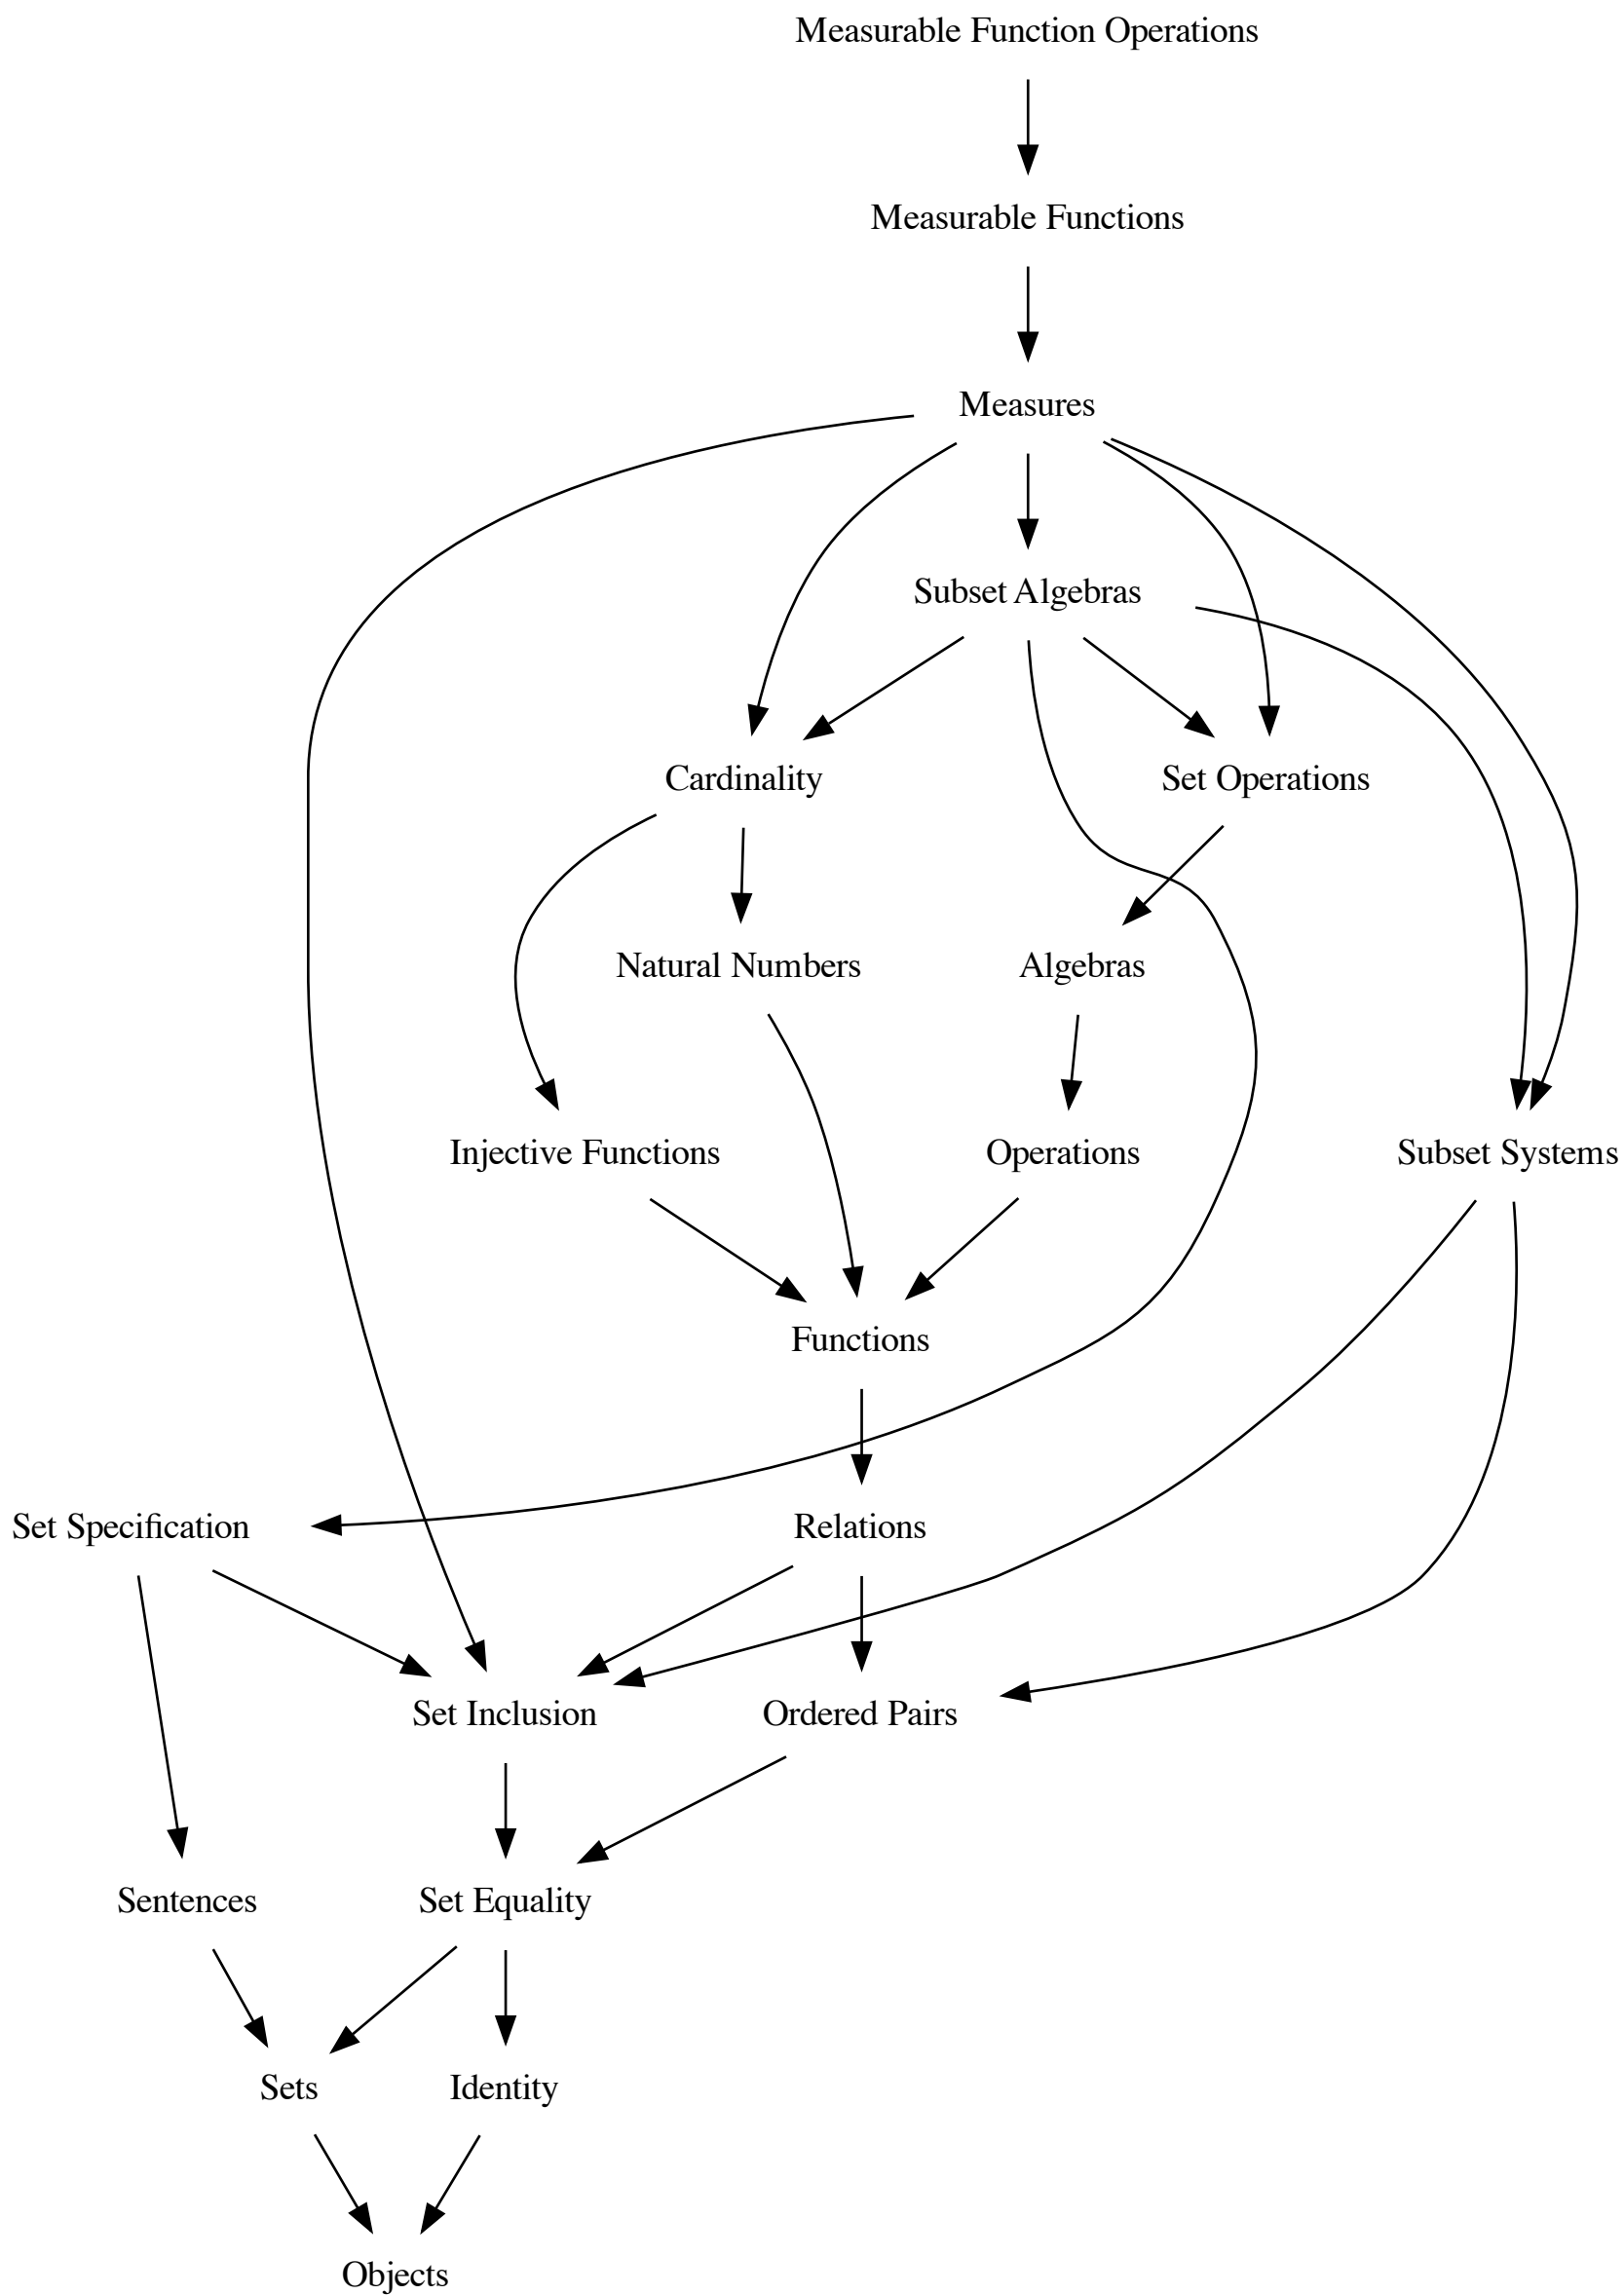 Measurable Function Operations
Measurable Functions
Measures
Subset Algebras
Cardinality
Set Operations
Natural Numbers
Algebras
Injective Functions
Operations
Subset Systems
Functions
Set Specification
Relations
Set Inclusion
Ordered Pairs
Sentences
Set Equality
Sets
Identity
Objects